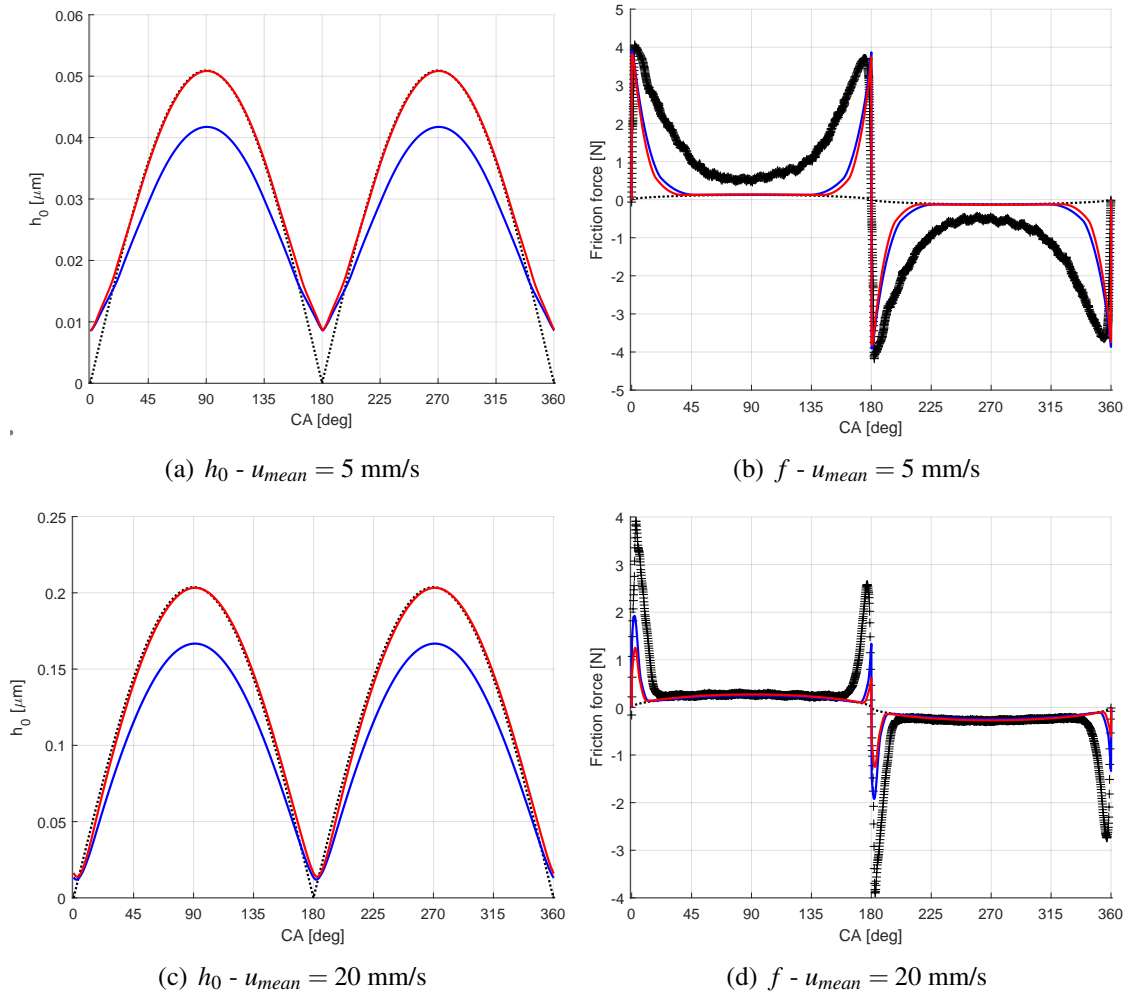 0.06
0.05
0.04
0.03
0.02
0.01
0
h0 [μm]
0 45 90 135 180 225 270 315 360
CA [deg]
(a) h0 - umean = 5 mm/s
5
4
3
2
1
0
-1
-2
-3
-4
-5
Friction force [N]
0 45 90 135 180 225 270 315 360
CA [deg]
(b) f - umean = 5 mm/s
0.25
0.2
0.15
0.1
0.05
0
h0 [μm]
0 45 90 135 180 225 270 315 360
CA [deg]
(c) h0 - umean = 20 mm/s
4
3
2
1
0
-1
-2
-3
-4
Friction force [N]
0 45 90 135 180 225 270 315 360
CA [deg]
(d) f - umean = 20 mm/s